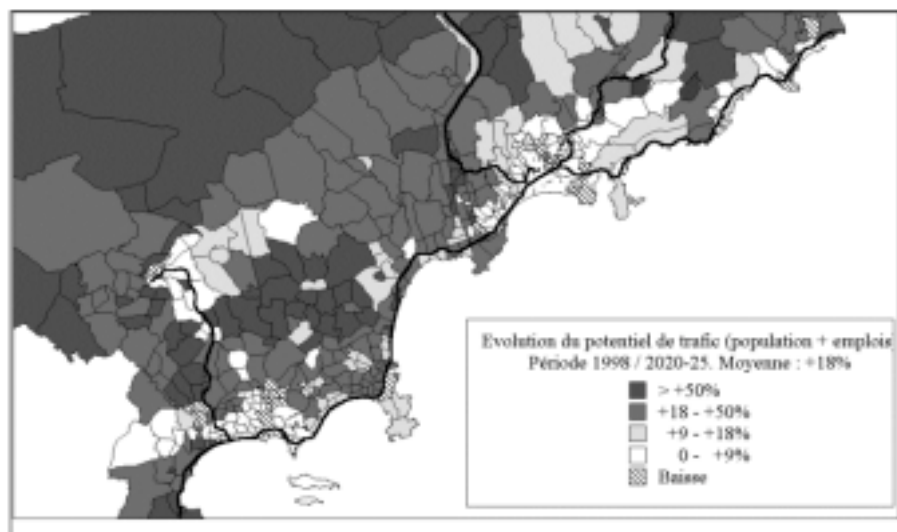 Evolution du potentiel de trafic (population + emplois
Période 1998 / 2020-25. Moyenne : +18%
> +50%
+18 - +50%
+9 - +18%
0 - +9%
Baisse